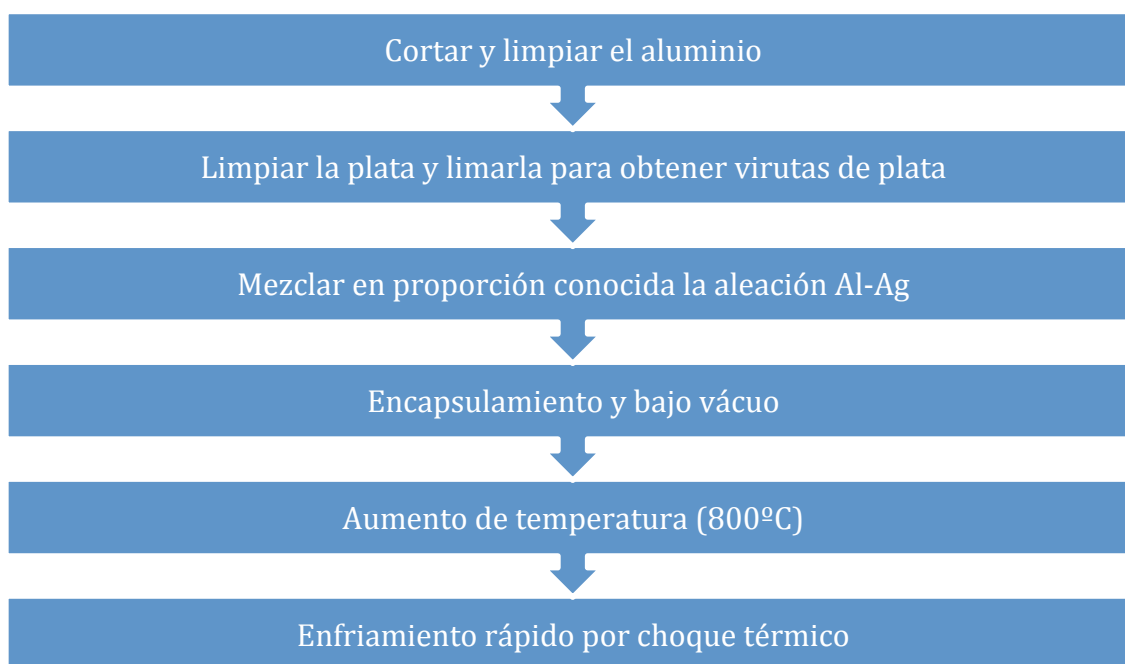 Cortar y limpiar el aluminio
Limpiar la plata y limarla para obtener virutas de plata
Mezclar en proporción conocida la aleación Al-Ag
Encapsulamiento y bajo vácuo
Aumento de temperatura (800ºC)
Enfriamiento rápido por choque térmico